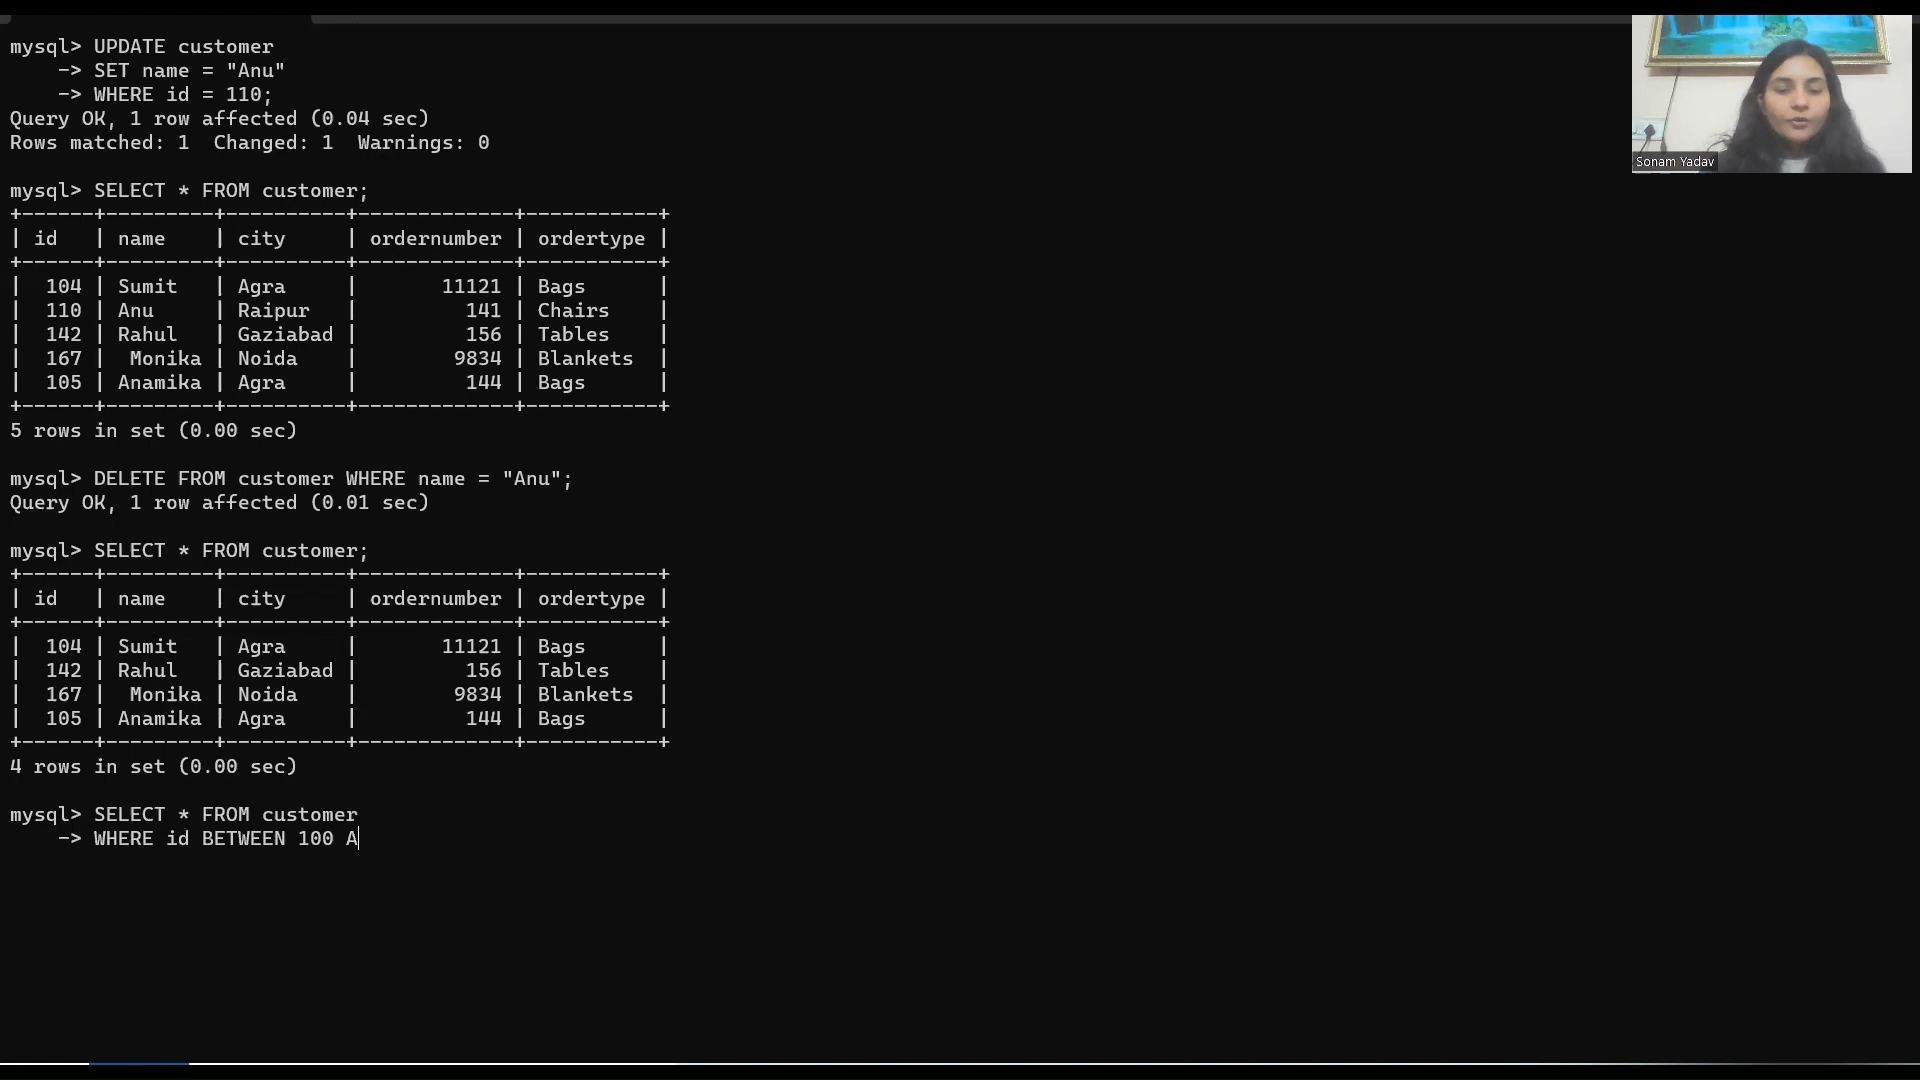 mysql> UPDATE customer
    -> SET name = "Anu"
    -> WHERE id = 110;
Query OK, 1 row affected (0.04 sec)
Rows matched: 1  Changed: 1  Warnings: 0
mysql> SELECT * FROM customer;
+------+---------+----------+-------------+-----------+
| id   | name    | city     | ordernumber | ordertype |
+------+---------+----------+-------------+-----------+
|  104 | Sumit   | Agra     |       11121 | Bags      |
|  110 | Anu     | Raipur   |         141 | Chairs    |
|  142 | Rahul   | Gaziabad |         156 | Tables    |
|  167 |  Monika | Noida    |        9834 | Blankets  |
|  105 | Anamika | Agra     |         144 | Bags      |
+------+---------+----------+-------------+-----------+
5 rows in set (0.00 sec)
mysql> DELETE FROM customer WHERE name = "Anu";
Query OK, 1 row affected (0.01 sec)
mysql> SELECT * FROM customer;
+------+---------+----------+-------------+-----------+
| id   | name    | city     | ordernumber | ordertype |
+------+---------+----------+-------------+-----------+
|  104 | Sumit   | Agra     |       11121 | Bags      |
|  142 | Rahul   | Gaziabad |         156 | Tables    |
|  167 |  Monika | Noida    |        9834 | Blankets  |
|  105 | Anamika | Agra     |         144 | Bags      |
+------+---------+----------+-------------+-----------+
4 rows in set (0.00 sec)
mysql> SELECT * FROM customer
    -> WHERE id BETWEEN 100 A
Sonam Yadav